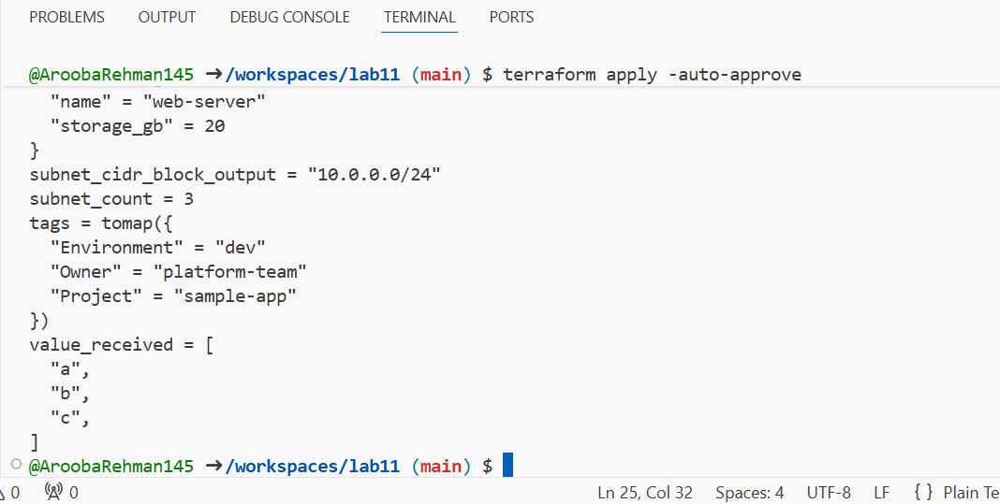 PROBLEMS OUTPUT DEBUG CONSOLE TERMINAL PORTS
@AroobaRehman145 ➜/workspaces/lab11 (main) $ terraform apply -auto-approve
  "name" = "web-server"
  "storage_gb" = 20
}
subnet_cidr_block_output = "10.0.0.0/24"
subnet_count = 3
tags = tomap({
  "Environment" = "dev"
  "Owner" = "platform-team"
  "Project" = "sample-app"
})
value_received = [
  "a",
  "b",
  "c",
]
@AroobaRehman145 ➜/workspaces/lab11 (main) $
0 0 Ln 25, Col 32 Spaces: 4 UTF-8 LF { } Plain Te